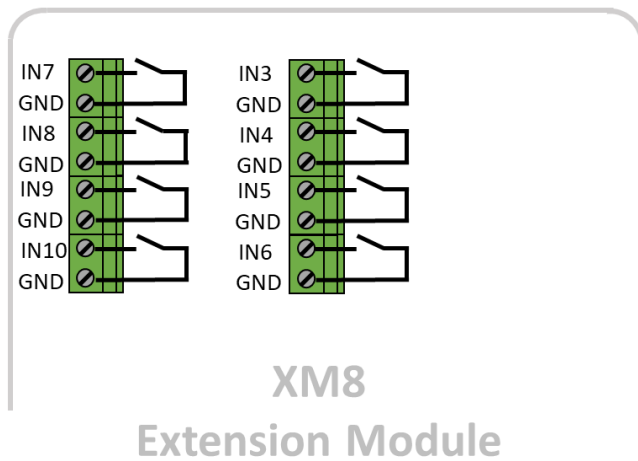 IN7
GND
IN8
GND
IN9
GND
IN10
GND
IN3
GND
IN4
GND
IN5
GND
IN6
GND
XM8
Extension Module